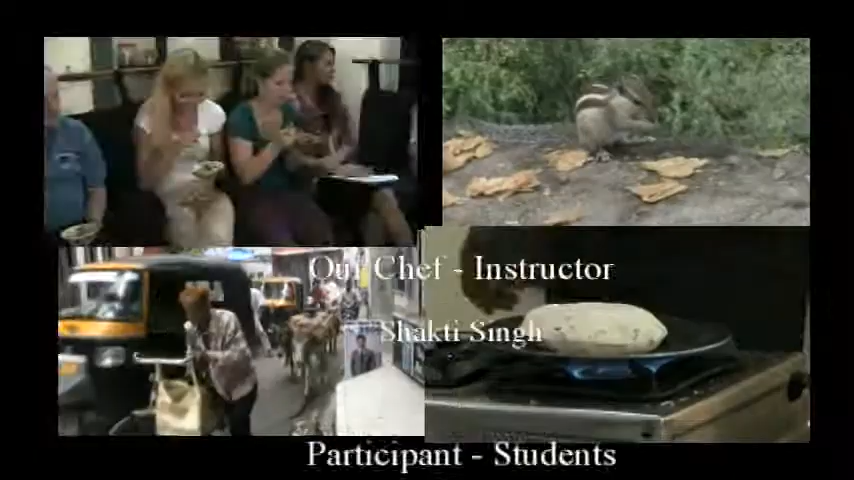 Our Chef - Instructor
Shakti Singh
Participant - Students